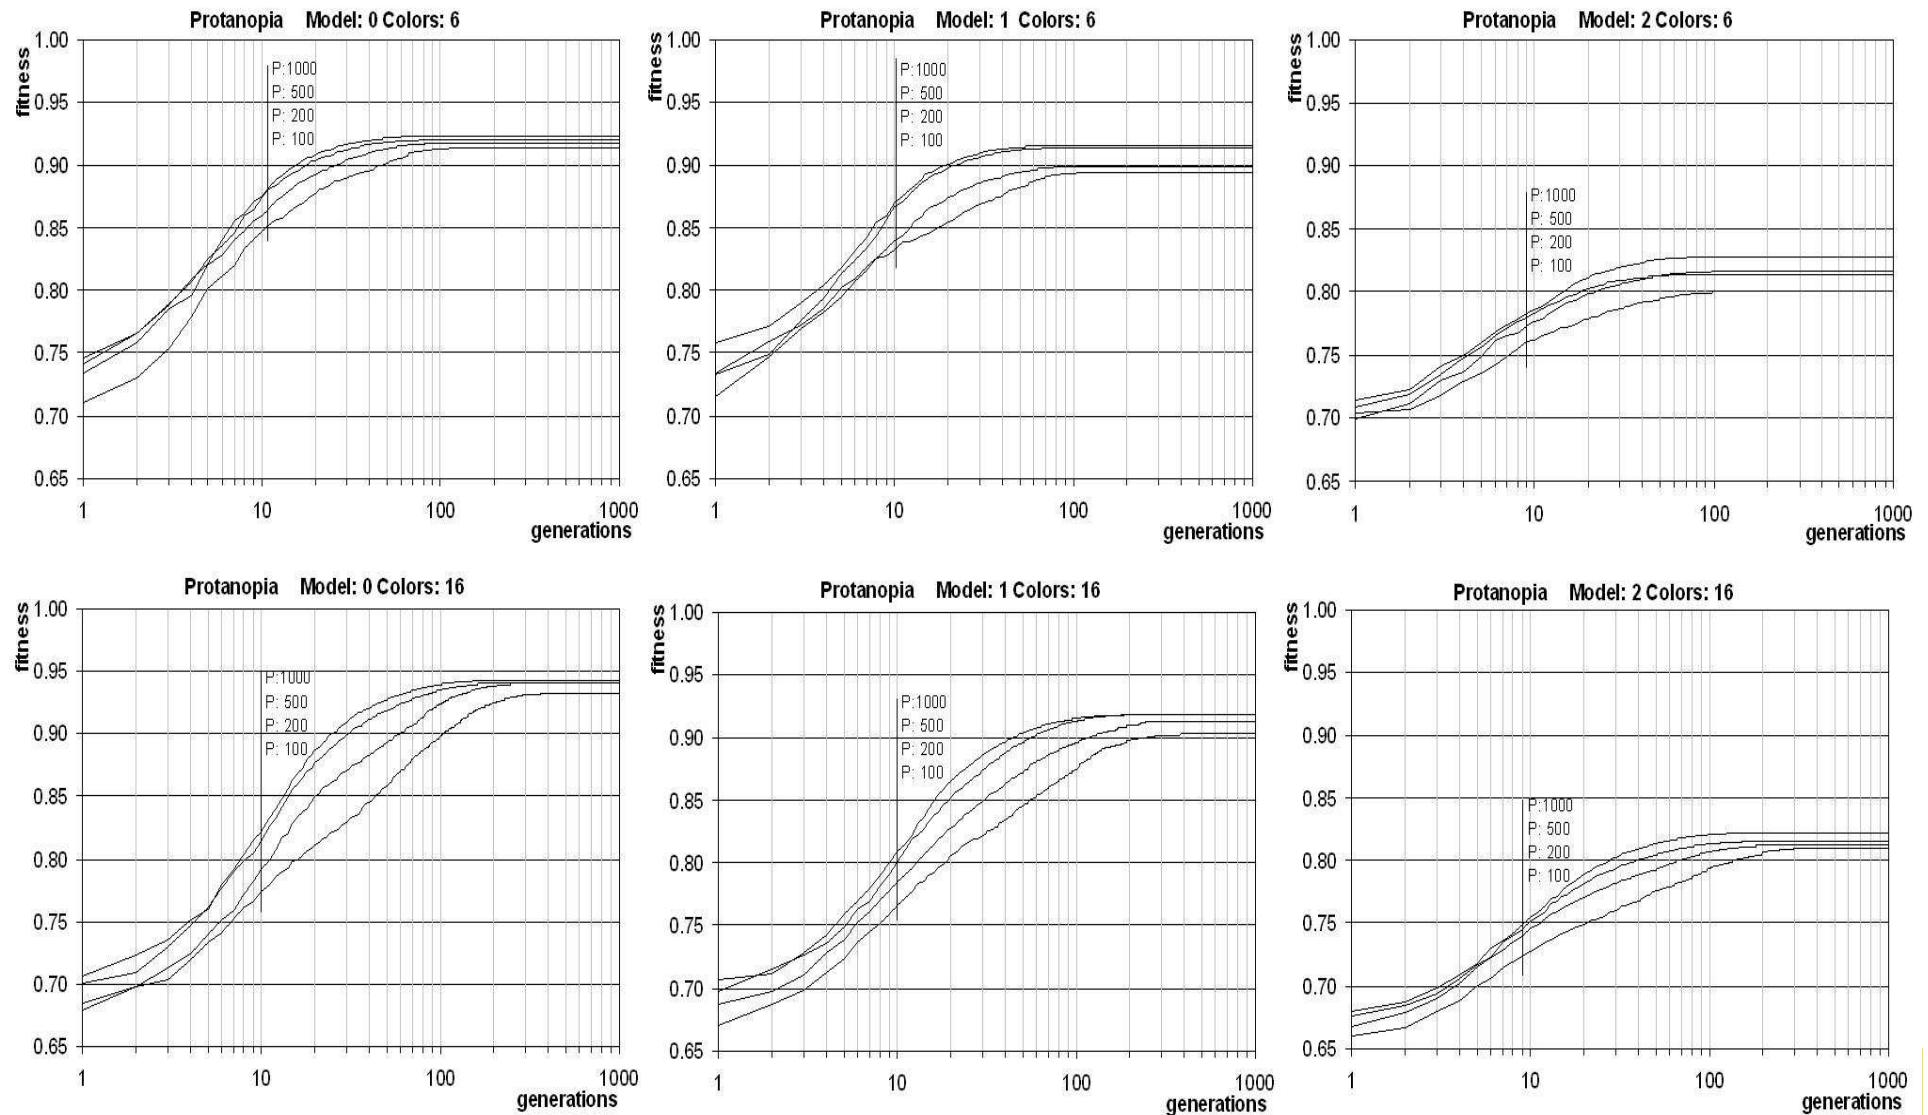 Protanopia Model: 0 Colors: 6
fitness
1.00
0.95
0.90
0.85
0.80
0.75
0.70
0.65
P:1000
P: 500
P: 200
P: 100
1 10 100 1000
generations
Protanopia Model: 1 Colors: 6
fitness
1.00
0.95
0.90
0.85
0.80
0.75
0.70
0.65
P:1000
P: 500
P: 200
P: 100
1 10 100 1000
generations
Protanopia Model: 2 Colors: 6
fitness
1.00
0.95
0.90
0.85
0.80
0.75
0.70
0.65
P:1000
P: 500
P: 200
P: 100
1 10 100 1000
generations
Protanopia Model: 0 Colors: 16
fitness
1.00
0.95
0.90
0.85
0.80
0.75
0.70
0.65
P:1000
P: 500
P: 200
P: 100
1 10 100 1000
generations
Protanopia Model: 1 Colors: 16
fitness
1.00
0.95
0.90
0.85
0.80
0.75
0.70
0.65
P:1000
P: 500
P: 200
P: 100
1 10 100 1000
generations
Protanopia Model: 2 Colors: 16
fitness
1.00
0.95
0.90
0.85
0.80
0.75
0.70
0.65
P:1000
P: 500
P: 200
P: 100
1 10 100 1000
generations